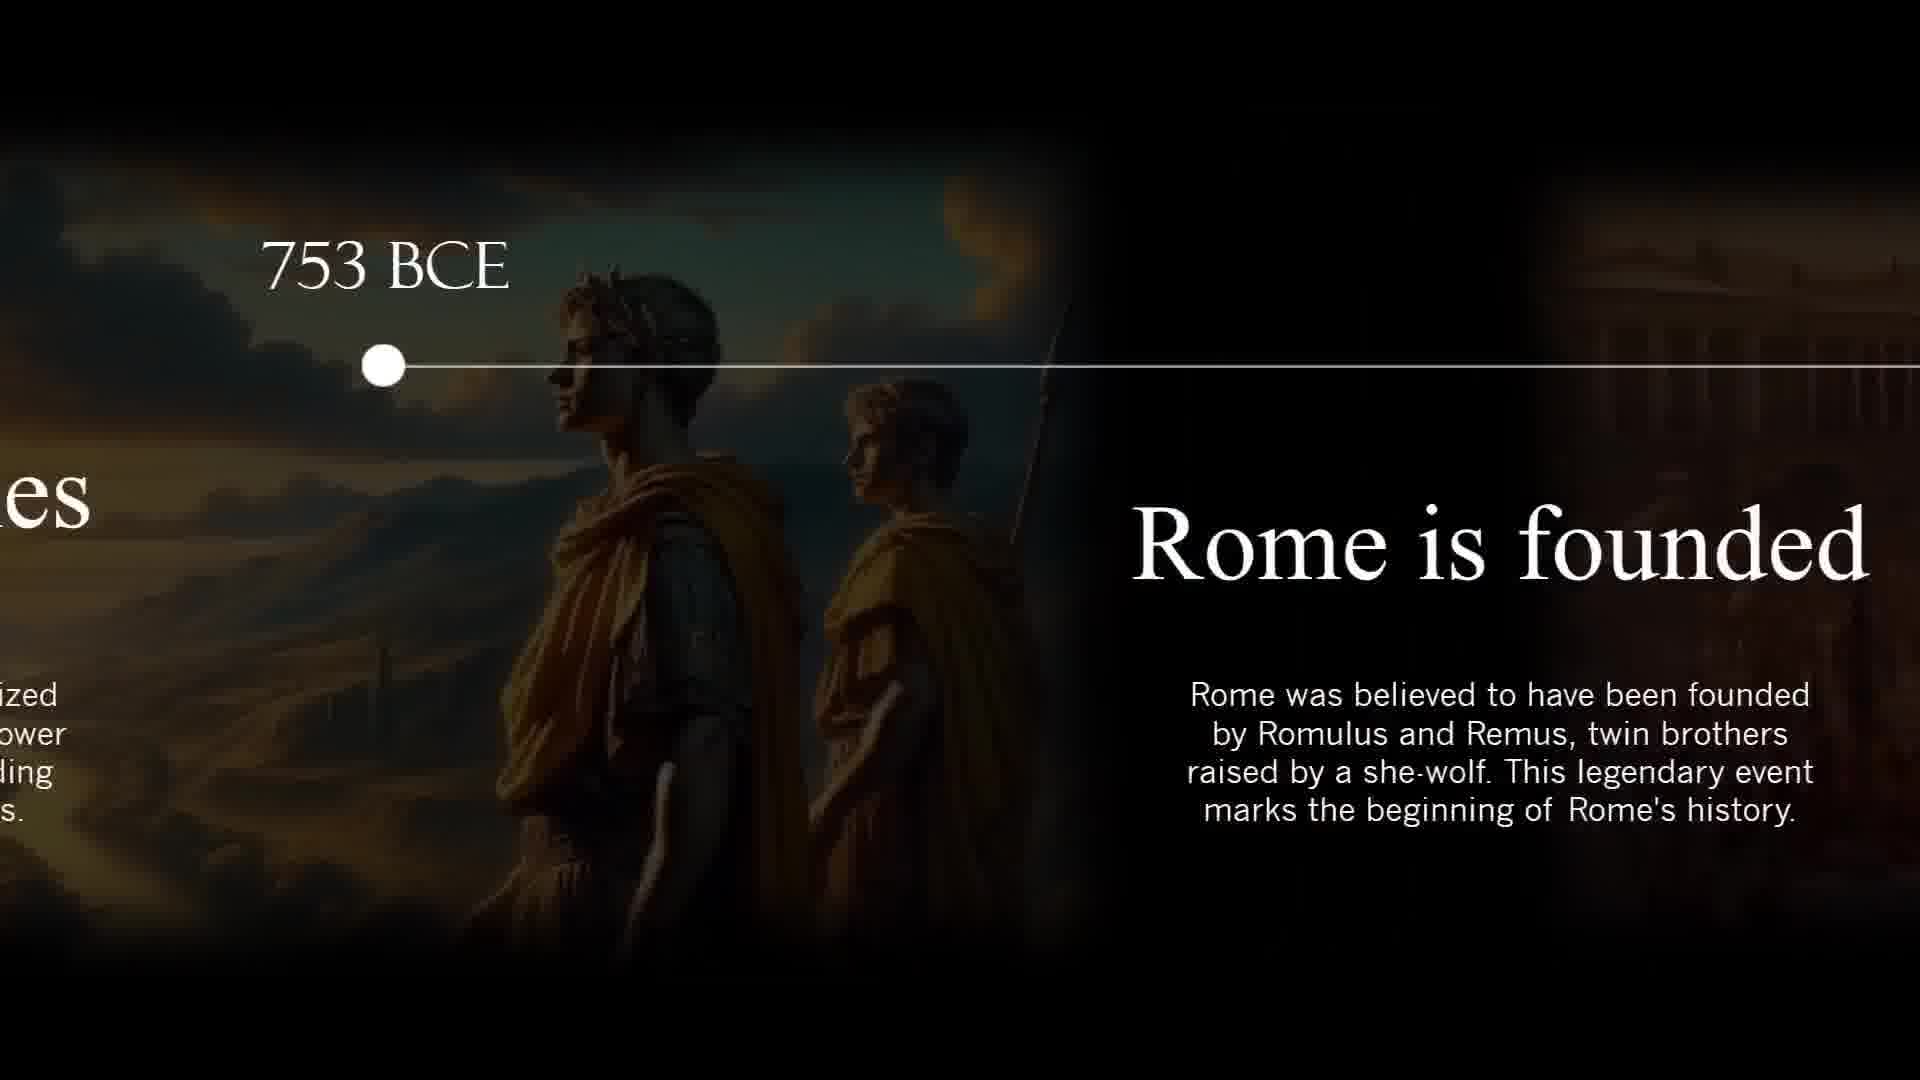 753 BCE
es
ized
ower
ding
s.
Rome is founded
Rome was believed to have been founded
by Romulus and Remus, twin brothers
raised by a she-wolf. This legendary event
marks the beginning of Rome's history.